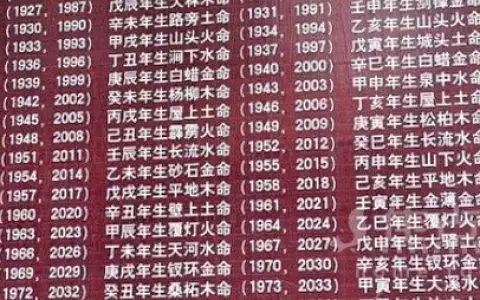 (1927, 1987) 戊辰年生大林木命 (1931, 1991) 壬申年生剑锋金命
(1930, 1990) 辛未年生路旁土命 (1934, 1994) 乙亥年生山头火命
(1933, 1993) 甲戌年生山头火命 (1937, 1997) 戊寅年生城头土命
(1936, 1996) 丁丑年生涧下水命 (1940, 2000) 辛巳年生白蜡金命
(1939, 1999) 庚辰年生白蜡金命 (1943, 2003) 甲申年生泉中水命
(1942, 2002) 癸未年生杨柳木命 (1946, 2006) 丁亥年生屋上土命
(1945, 2005) 丙戌年生屋上土命 (1949, 2009) 庚寅年生松柏木命
(1948, 2008) 己丑年生霹雳火命 (1952, 2012) 癸巳年生长流水命
(1951, 2011) 壬辰年生长流水命 (1955, 2015) 丙申年生山下火命
(1954, 2014) 乙未年生砂石金命 (1958, 2018) 己亥年生平地木命
(1957, 2017) 戊戌年生平地木命 (1961, 2021) 壬寅年生金薄金命
(1960, 2020) 辛丑年生壁上土命 (1964, 2024) 乙巳年生覆灯火命
(1963, 2023) 甲辰年生覆灯火命 (1967, 2027) 戊申年生大驿土命
(1966, 2026) 丁未年生天河水命 (1970, 2030) 辛亥年生钗环金命
(1969, 2029) 庚戌年生钗环金命 (1973, 2033) 甲寅年生大溪水命
(1972, 2032) 癸丑年生桑柘木命